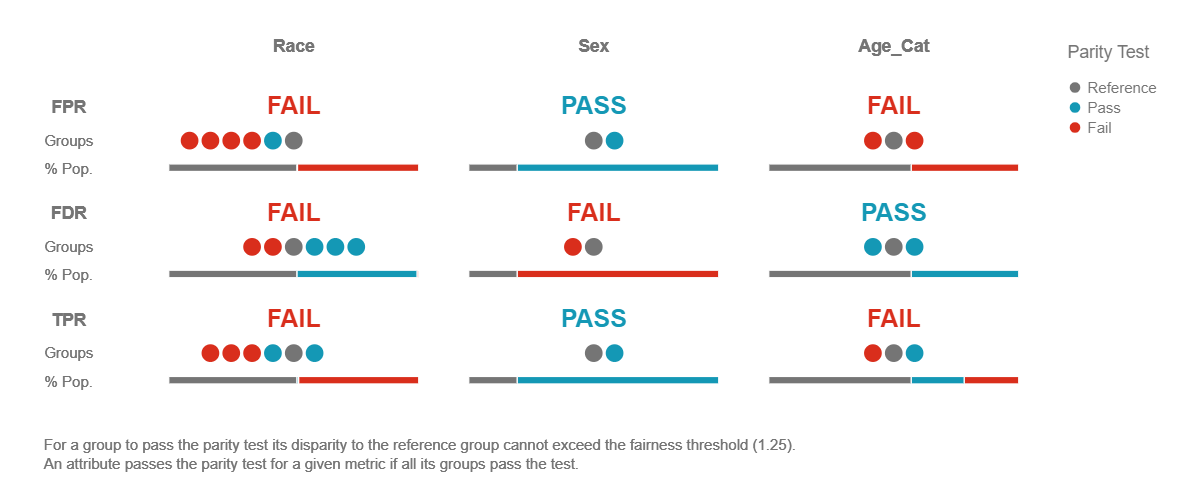 Race Sex Age_Cat
Parity Test
Reference
Pass
Fail
FPR FAIL PASS FAIL
Groups
% Pop.
FDR FAIL FAIL PASS
Groups
% Pop.
TPR FAIL PASS FAIL
Groups
% Pop.
For a group to pass the parity test its disparity to the reference group cannot exceed the fairness threshold (1.25).
An attribute passes the parity test for a given metric if all its groups pass the test.